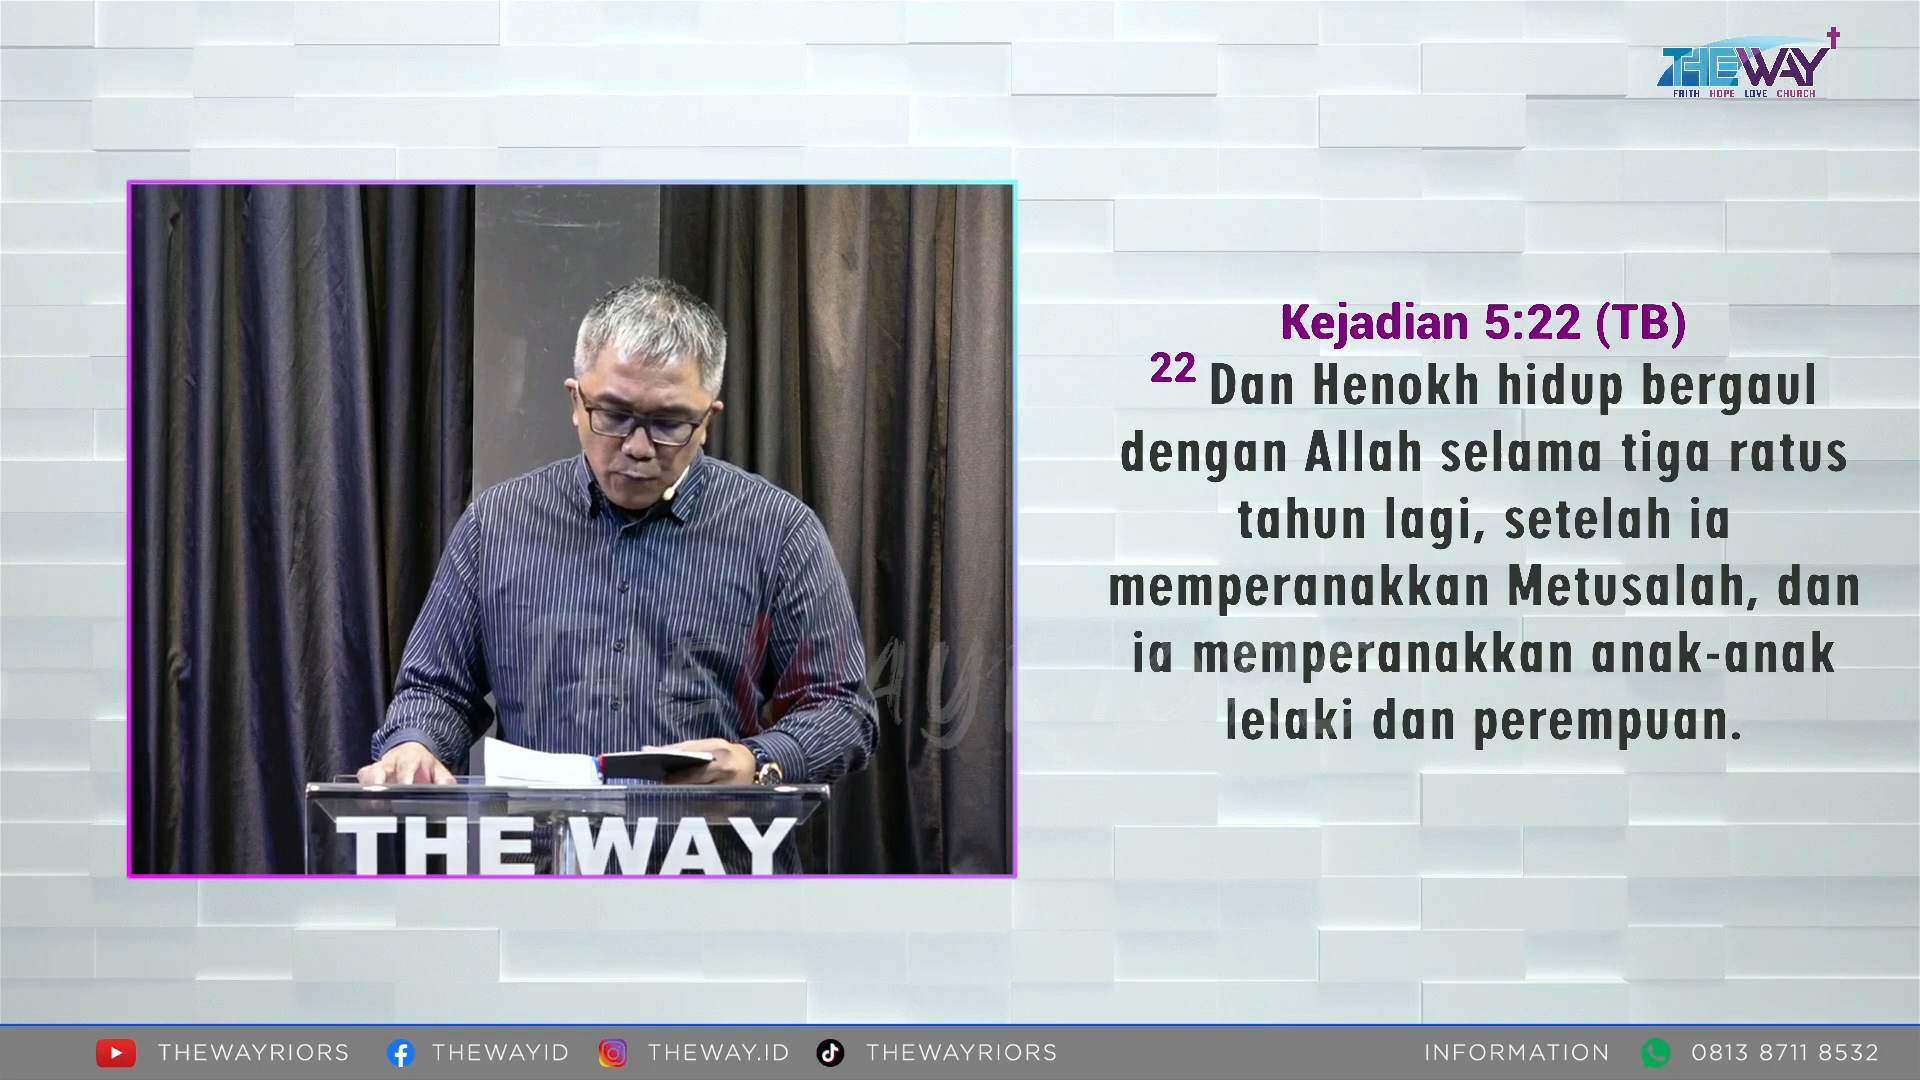 THEWAY
FAITH HOPE LOVE CHURCH
Kejadian 5:22 (TB)
22 Dan Henokh hidup bergaul
dengan Allah selama tiga ratus
tahun lagi, setelah ia
memperanakkan Metusalah, dan
ia memperanakkan anak-anak
lelaki dan perempuan.
THE WAY
THEWAYRIORS
THEWAYID
THEWAY.ID
THEWAYRIORS
INFORMATION
0813 8711 8532